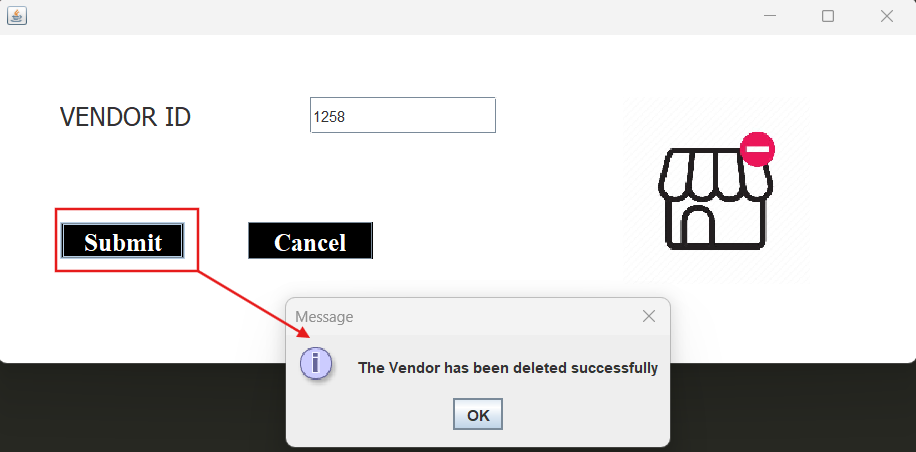 VENDOR ID
1258
Submit
Cancel
Message
i
The Vendor has been deleted successfully
OK